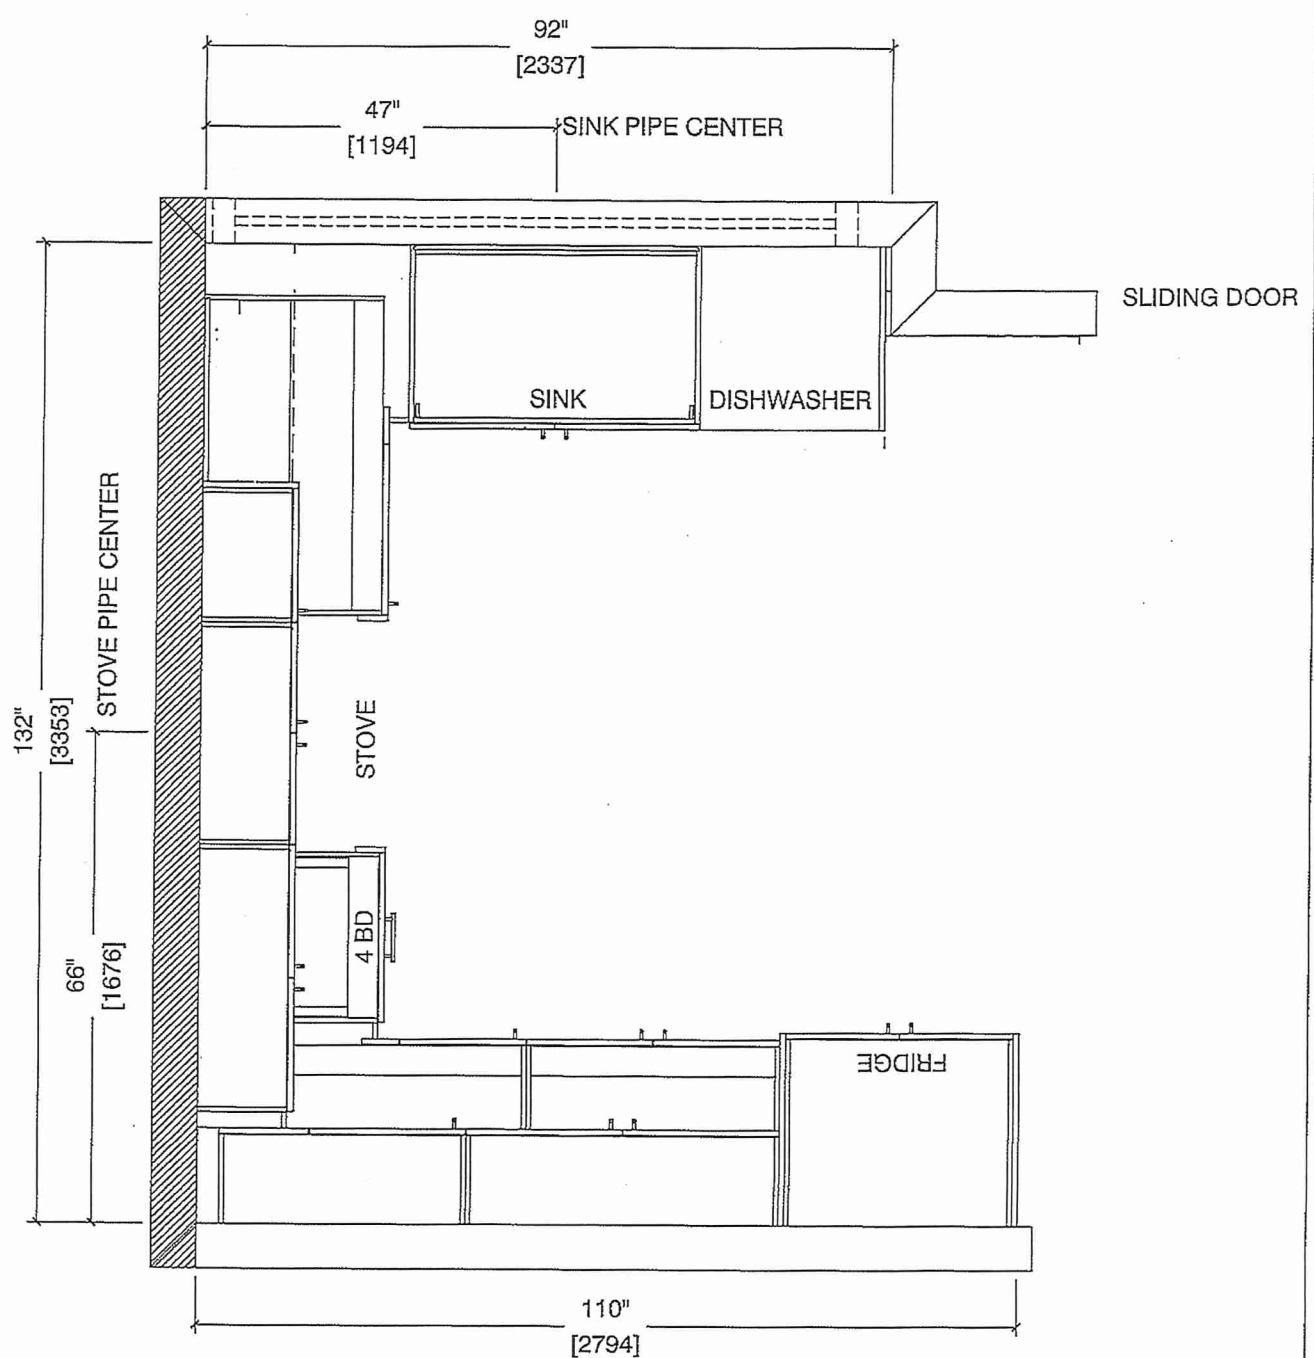 92"
[2337]
47"
[1194]
SINK PIPE CENTER
SLIDING DOOR
SINK
DISHWASHER
STOVE PIPE CENTER
132"
[3353]
STOVE
66"
[1676]
4 BD
FRIDGE
110"
[2794]